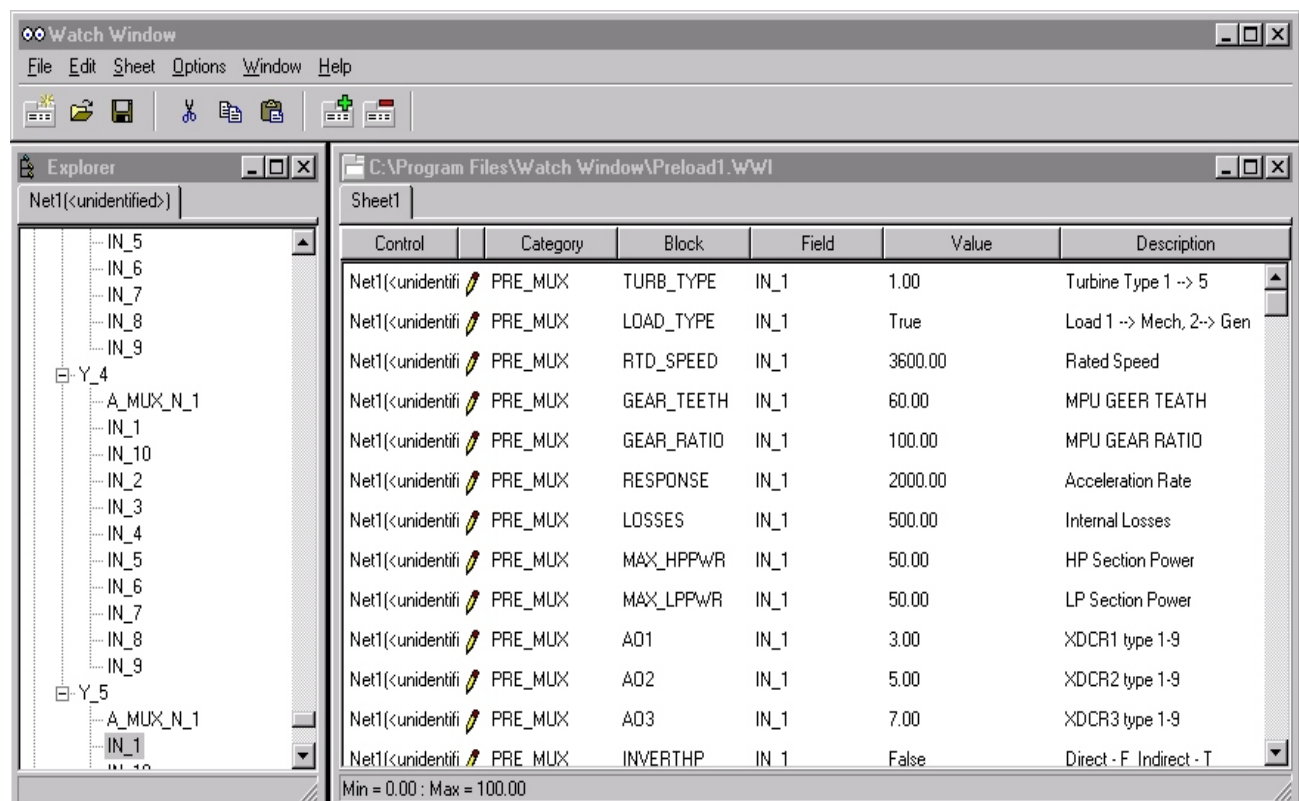 Watch Window
File Edit Sheet Options Window Help
Explorer
Net1(<unidentified>)
IN_5
IN_6
IN_7
IN_8
IN_9
Y_4
A_MUX_N_1
IN_1
IN_10
IN_2
IN_3
IN_4
IN_5
IN_6
IN_7
IN_8
IN_9
Y_5
A_MUX_N_1
IN_1
C:\Program Files\Watch Window\Preload1.WWI
Sheet1
Control Category Block Field Value Description
Net1(<unidentifi PRE_MUX TURB_TYPE IN_1 1.00 Turbine Type 1 --> 5
Net1(<unidentifi PRE_MUX LOAD_TYPE IN_1 True Load 1 --> Mech, 2--> Gen
Net1(<unidentifi PRE_MUX RTD_SPEED IN_1 3600.00 Rated Speed
Net1(<unidentifi PRE_MUX GEAR_TEETH IN_1 60.00 MPU GEER TEATH
Net1(<unidentifi PRE_MUX GEAR_RATIO IN_1 100.00 MPU GEAR RATIO
Net1(<unidentifi PRE_MUX RESPONSE IN_1 2000.00 Acceleration Rate
Net1(<unidentifi PRE_MUX LOSSES IN_1 500.00 Internal Losses
Net1(<unidentifi PRE_MUX MAX_HPPWR IN_1 50.00 HP Section Power
Net1(<unidentifi PRE_MUX MAX_LPPWR IN_1 50.00 LP Section Power
Net1(<unidentifi PRE_MUX AO1 IN_1 3.00 XDCR1 type 1-9
Net1(<unidentifi PRE_MUX AO2 IN_1 5.00 XDCR2 type 1-9
Net1(<unidentifi PRE_MUX AO3 IN_1 7.00 XDCR3 type 1-9
Net1(<unidentifi PRE_MUX INVERTHP IN_1 False Direct - F Indirect - T
Min = 0.00 : Max = 100.00